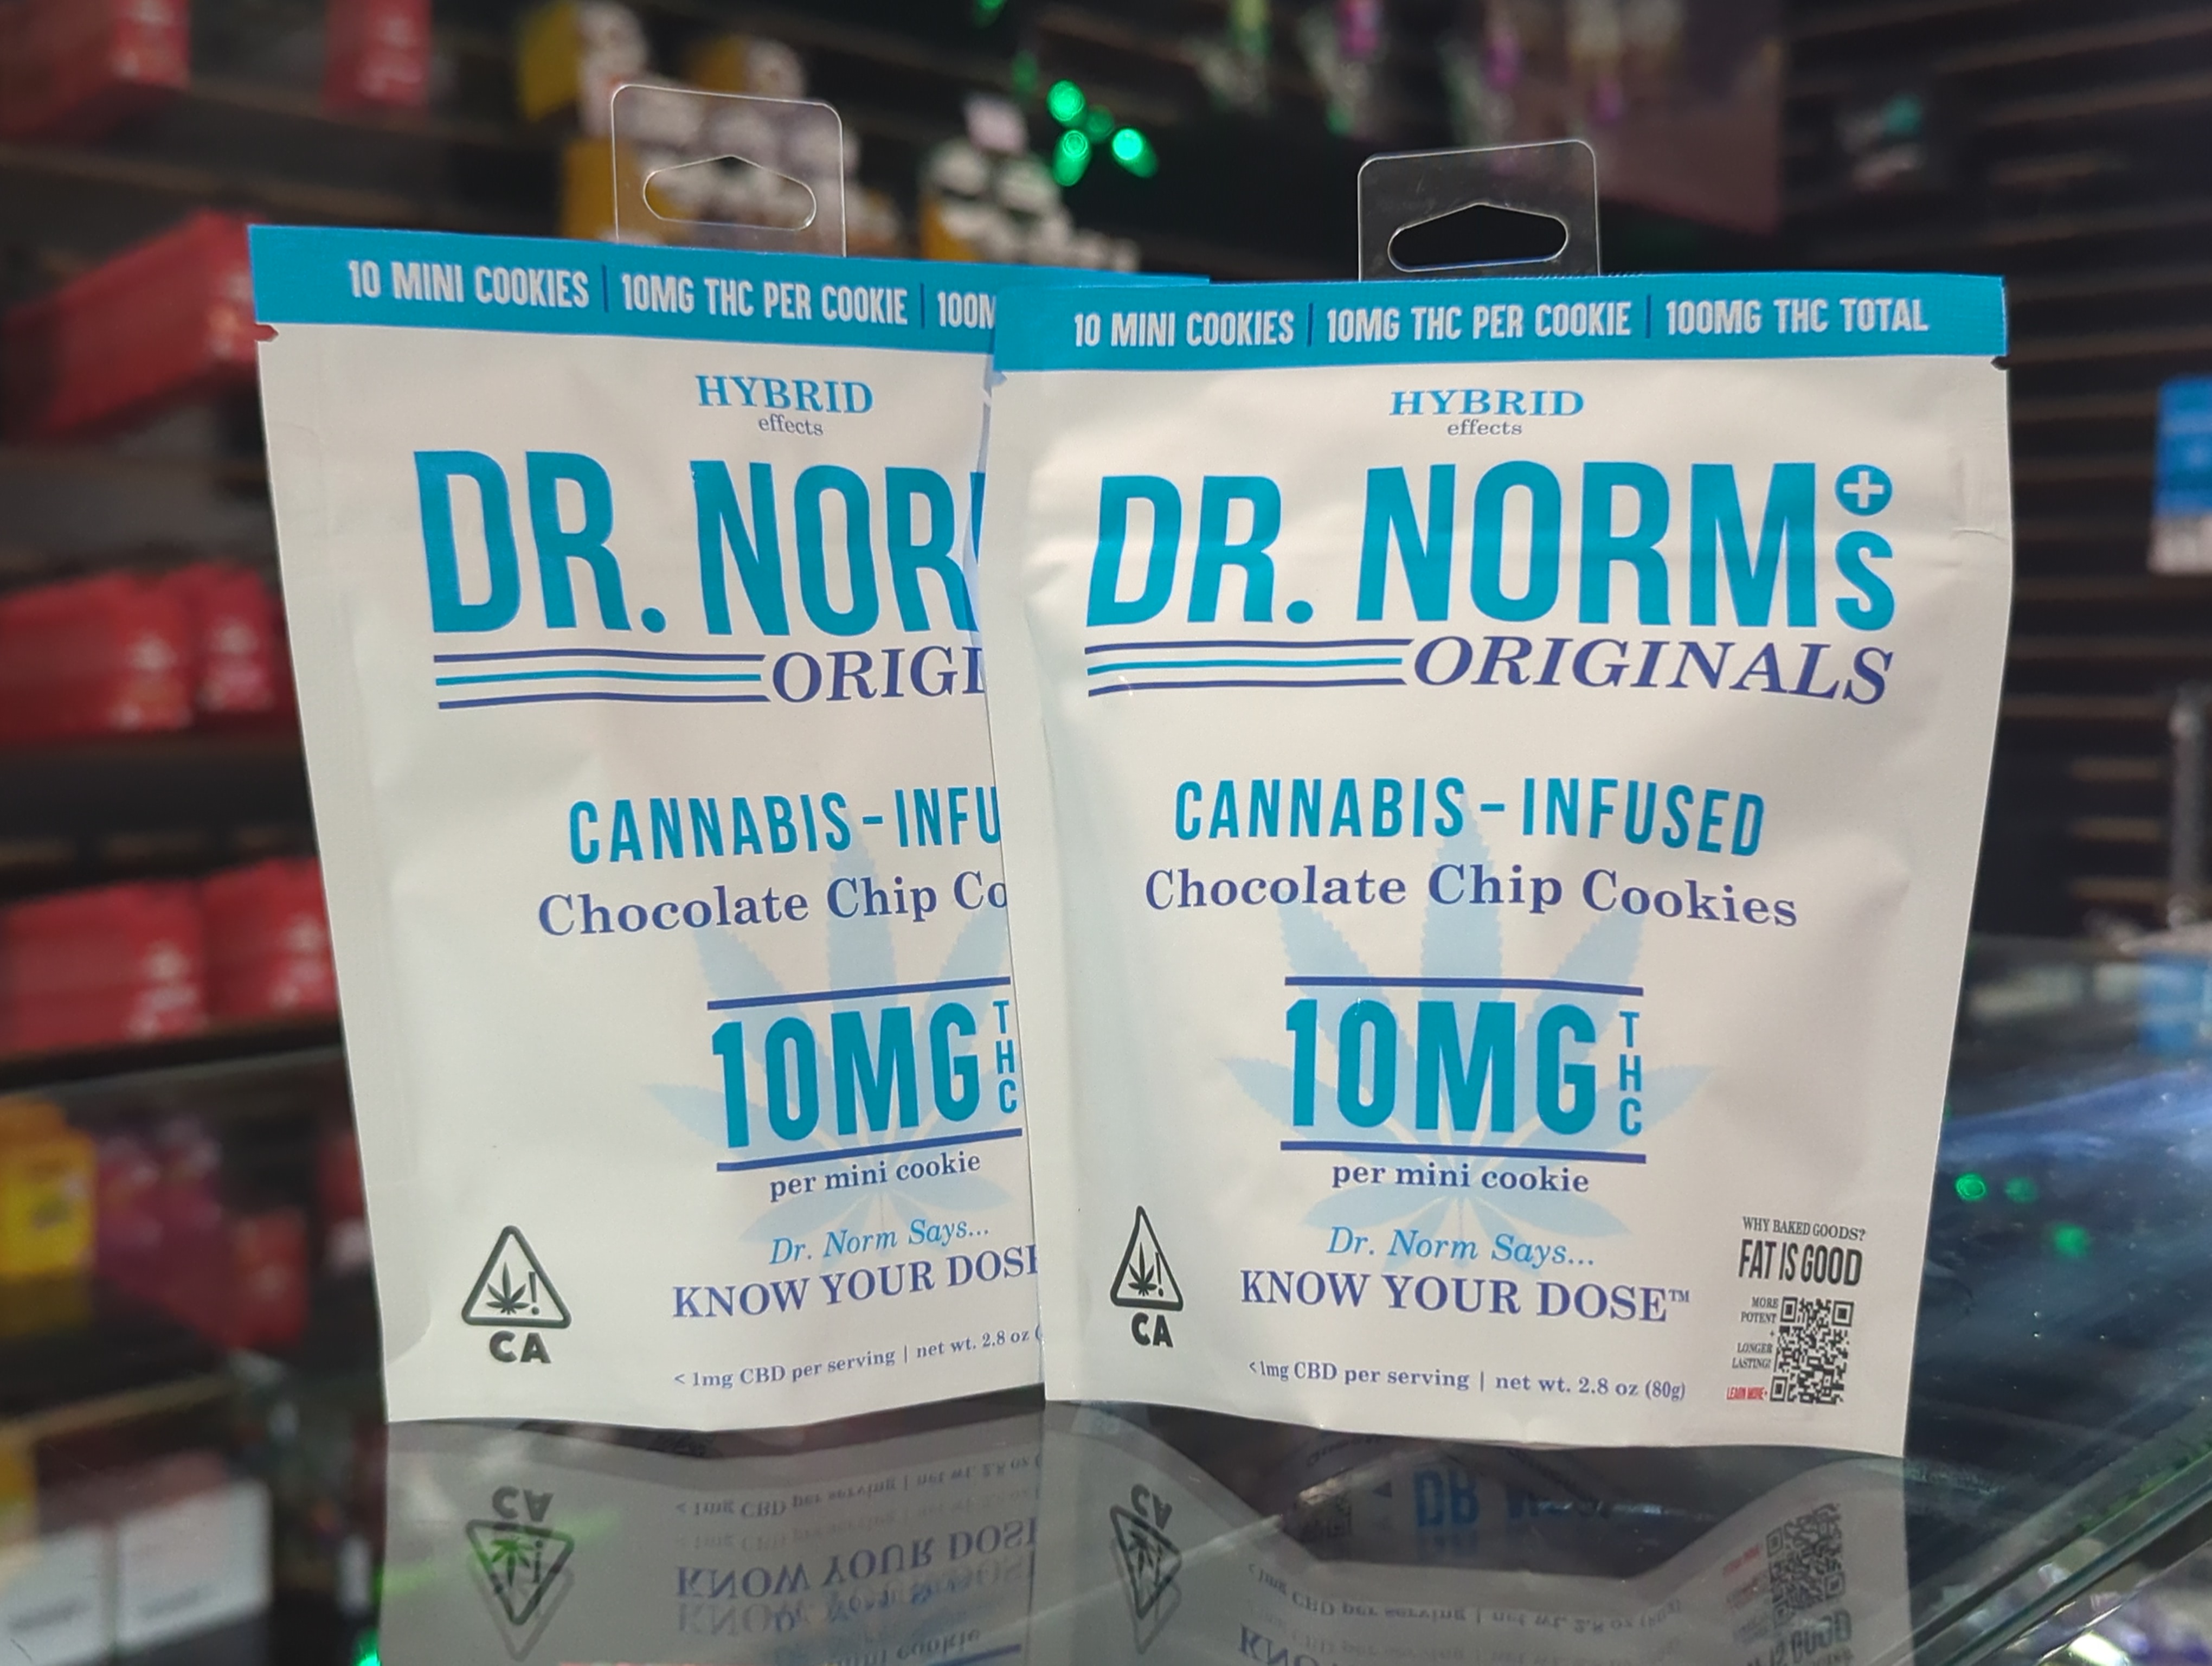 10 MINI COOKIES | 10MG THC PER COOKIE | 100M
HYBRID
effects
DR. NOR
ORIGI
CANNABIS-INFU
Chocolate Chip Co
10MG THC
per mini cookie
Dr. Norm Says...
KNOW YOUR DOS
CA
<1mg CBD per serving | net wt. 2.8 oz (
10 MINI COOKIES | 10MG THC PER COOKIE | 100MG THC TOTAL
HYBRID
effects
DR. NORMS
ORIGINALS
CANNABIS-INFUSED
Chocolate Chip Cookies
10MG THC
per mini cookie
Dr. Norm Says...
KNOW YOUR DOSE™
CA
<1mg CBD per serving | net wt. 2.8 oz (80g)
WHY BAKED GOODS?
FAT IS GOOD
MORE
POTENT
+
LONGER
LASTING!
LEARN MORE